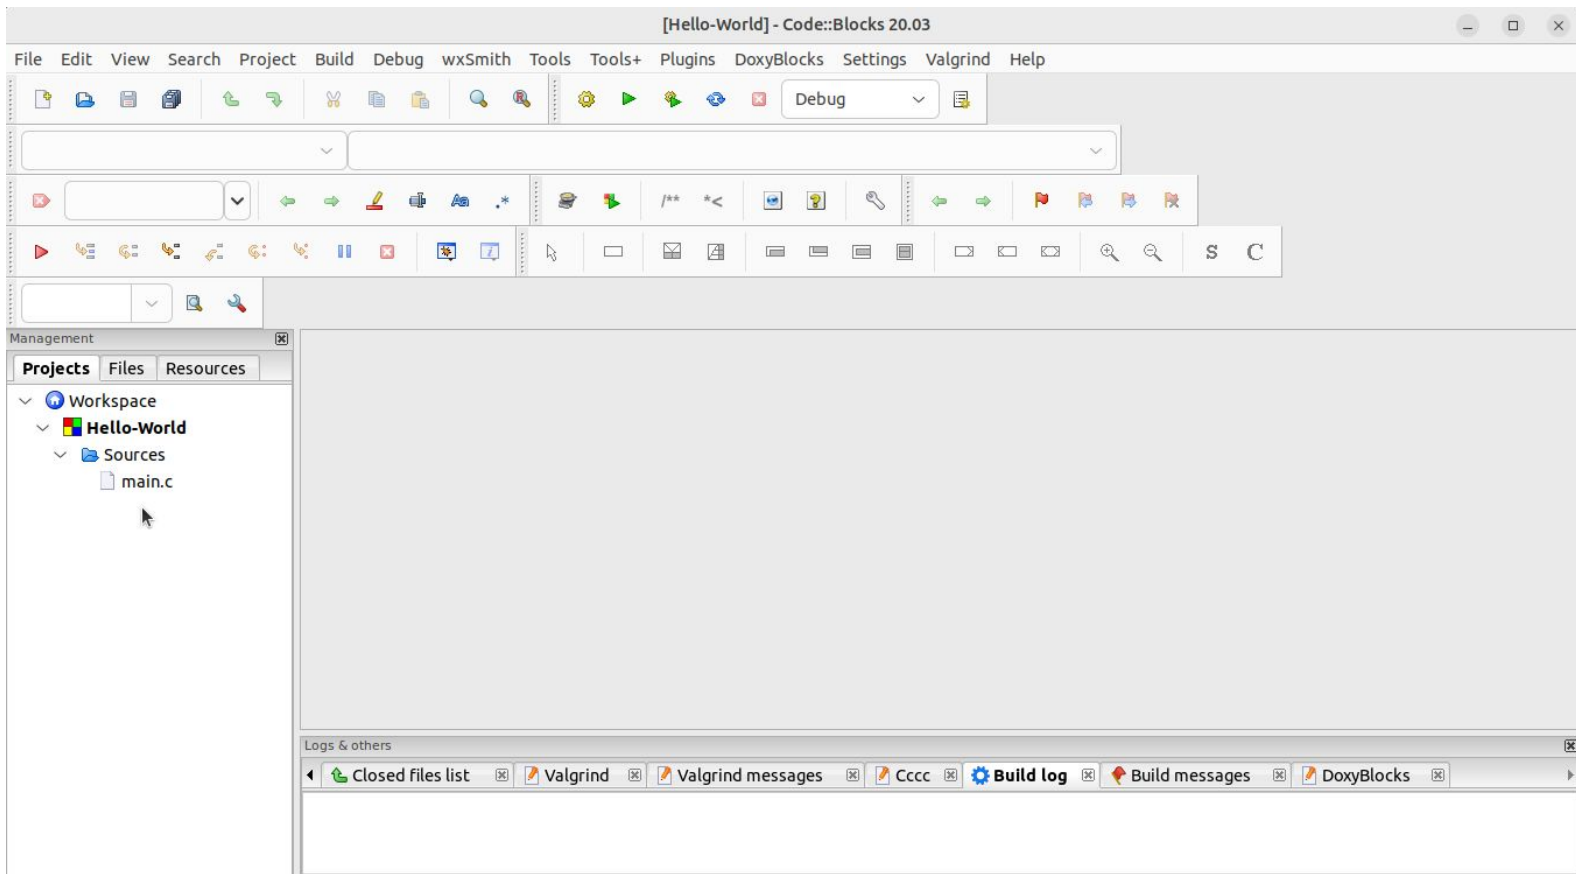 [Hello-World] - Code::Blocks 20.03
File Edit View Search Project Build Debug wxSmith Tools Tools+ Plugins DoxyBlocks Settings Valgrind Help
Debug
Aa .* /** *<
S C
Management
Projects Files Resources
Workspace
Hello-World
Sources
main.c
Logs & others
Closed files list Valgrind Valgrind messages Cccc Build log Build messages DoxyBlocks